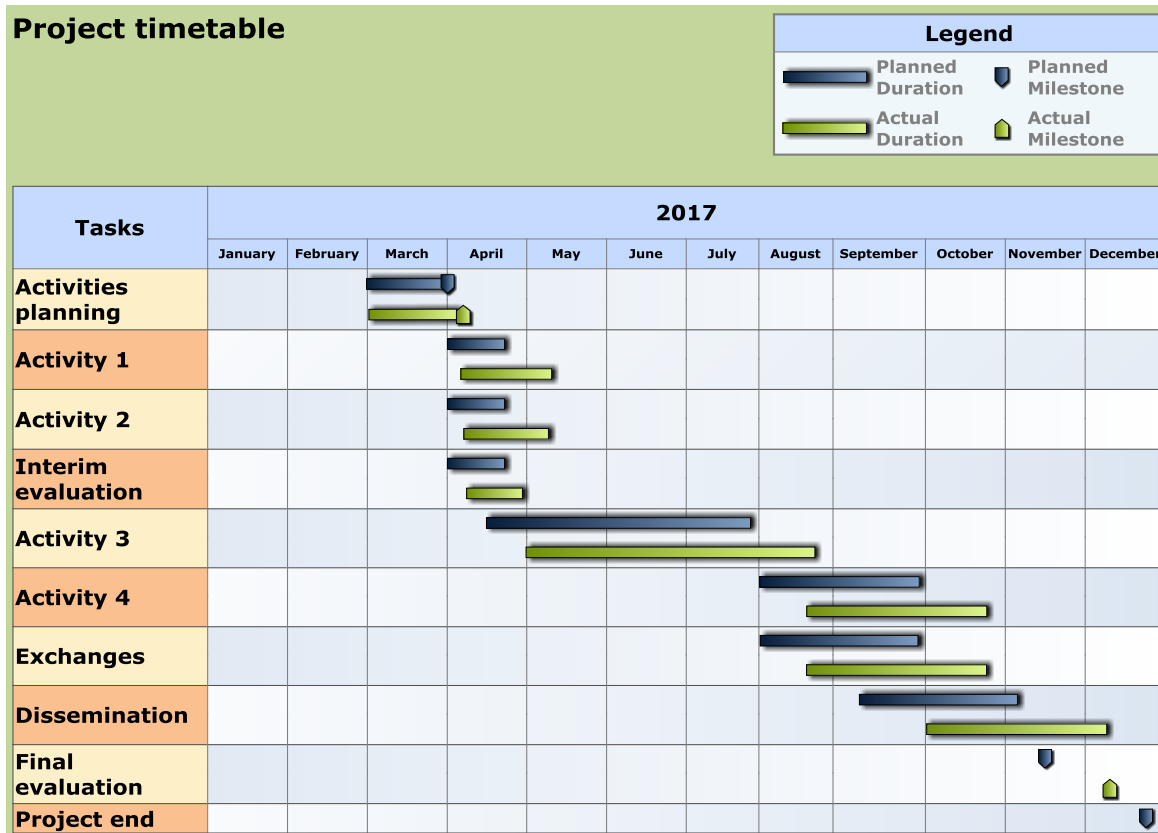 Project timetable
Legend
Planned
Duration
Planned
Milestone
Actual
Duration
Actual
Milestone
Tasks
2017
January February March April May June July August September October November December
Activities
planning
Activity 1
Activity 2
Interim
evaluation
Activity 3
Activity 4
Exchanges
Dissemination
Final
evaluation
Project end